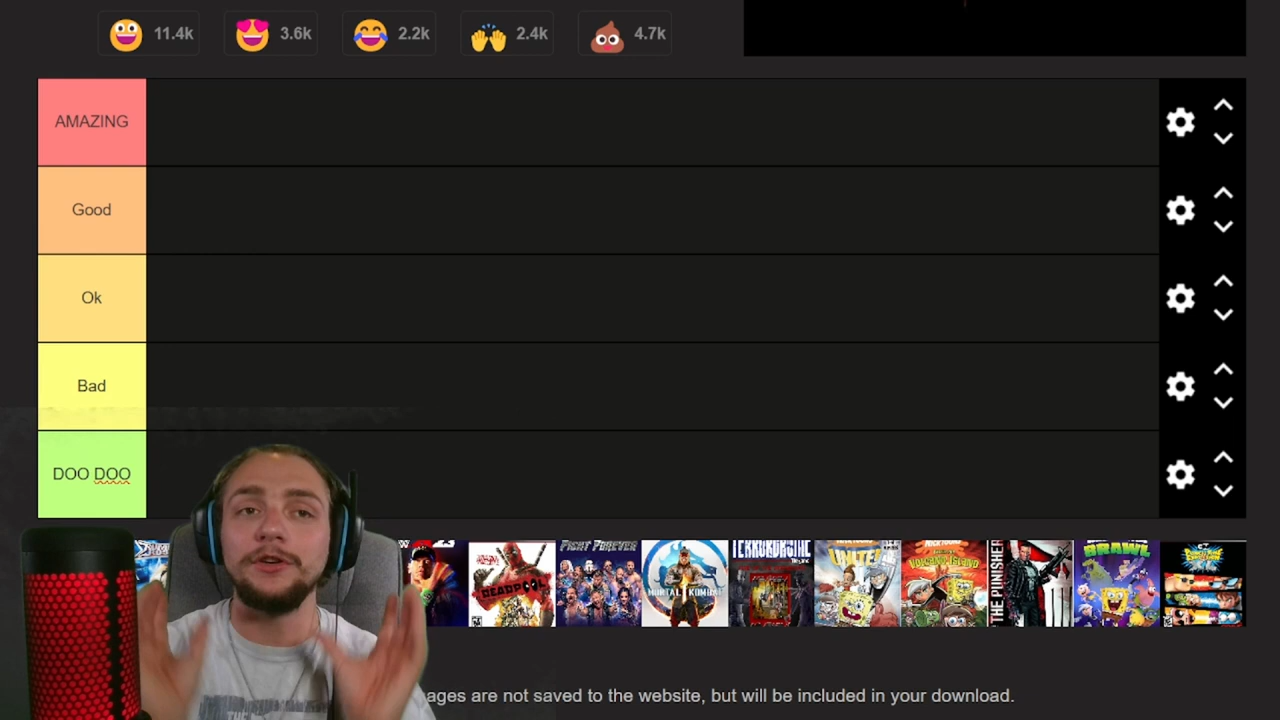 11.4k 3.6k 2.2k 2.4k 4.7k
AMAZING
Good
Ok
Bad
DOO DOO
DEADPOOL
FIGHT FOREVER
MORTAL KOMBAT
TERRORDROME
UNITE!
VOLCANO ISLAND
THE PUNISHER
BRAWL
ages are not saved to the website, but will be included in your download.